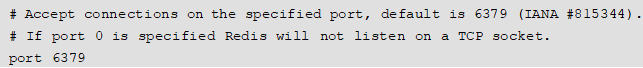 # Accept connections on the specified port, default is 6379 (IANA #815344).
# If port 0 is specified Redis will not listen on a TCP socket.
port 6379